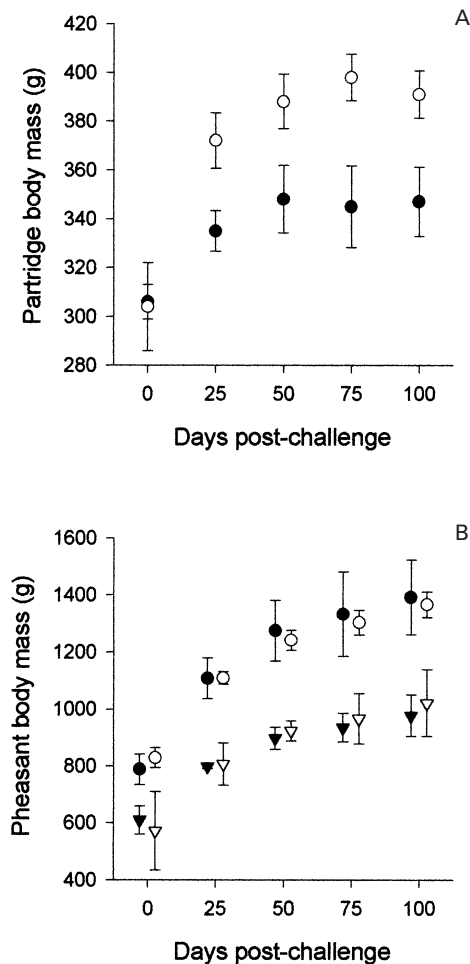 A
Partridge body mass (g)
420
400
380
360
340
320
300
280
0 25 50 75 100
Days post-challenge
B
Pheasant body mass (g)
1600
1400
1200
1000
800
600
400
0 25 50 75 100
Days post-challenge